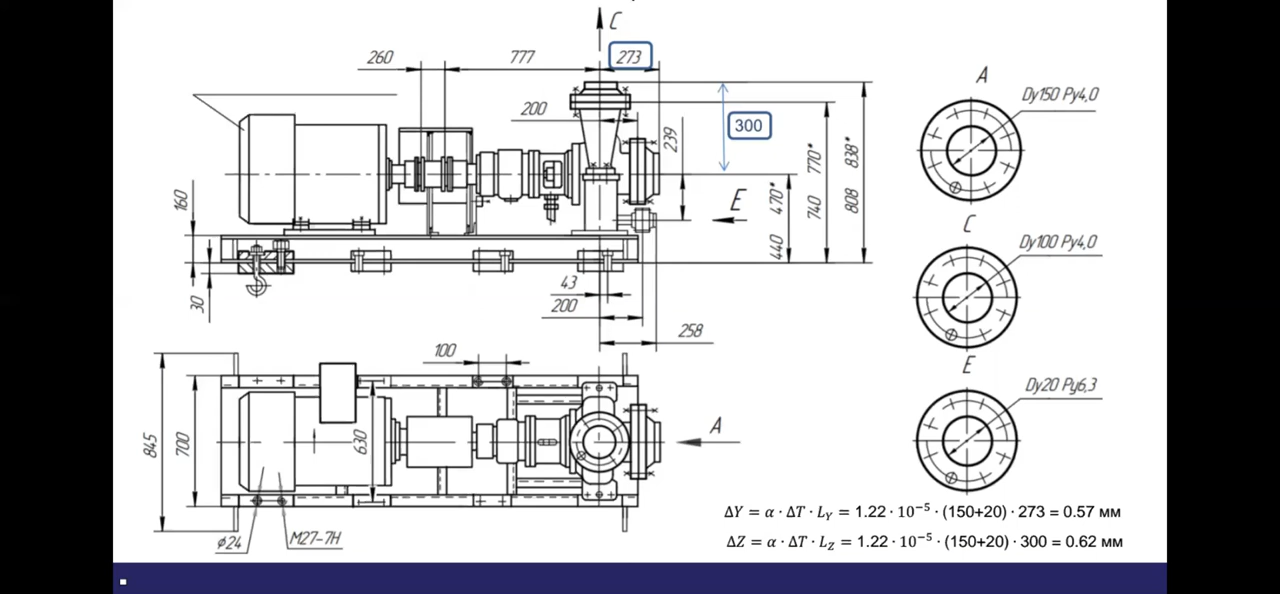 C
260
777
273
A
Dy150 Py4,0
200
300
239
160
E
440
470*
740
770*
808
838*
C
Dy100 Py4,0
30
43
200
258
100
E
Dy20 Py6,3
845
700
630
A
ϕ24
M27-7H
ΔY = α · ΔT · L_Y = 1.22 · 10⁻⁵ · (150+20) · 273 = 0.57 мм
ΔZ = α · ΔT · L_Z = 1.22 · 10⁻⁵ · (150+20) · 300 = 0.62 мм